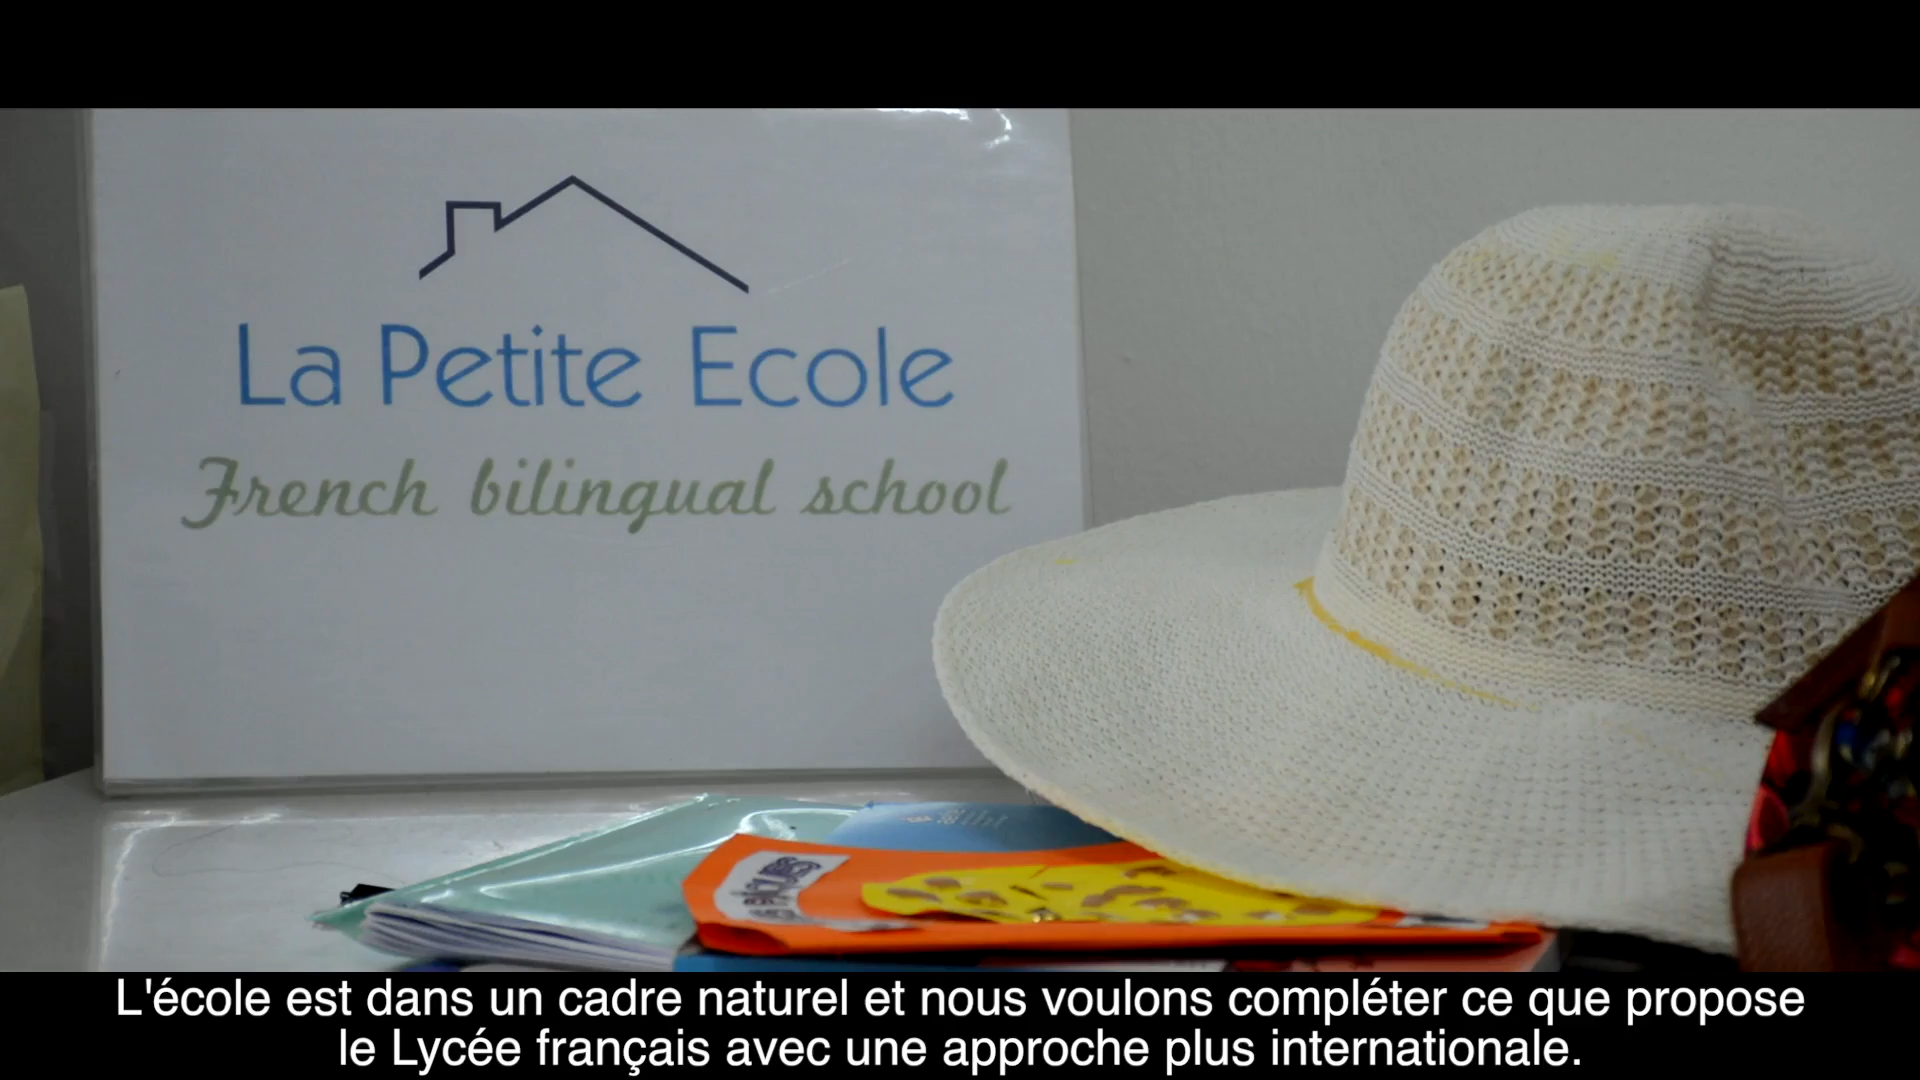 La Petite Ecole
French bilingual school
L'école est dans un cadre naturel et nous voulons compléter ce que propose
le Lycée français avec une approche plus internationale.